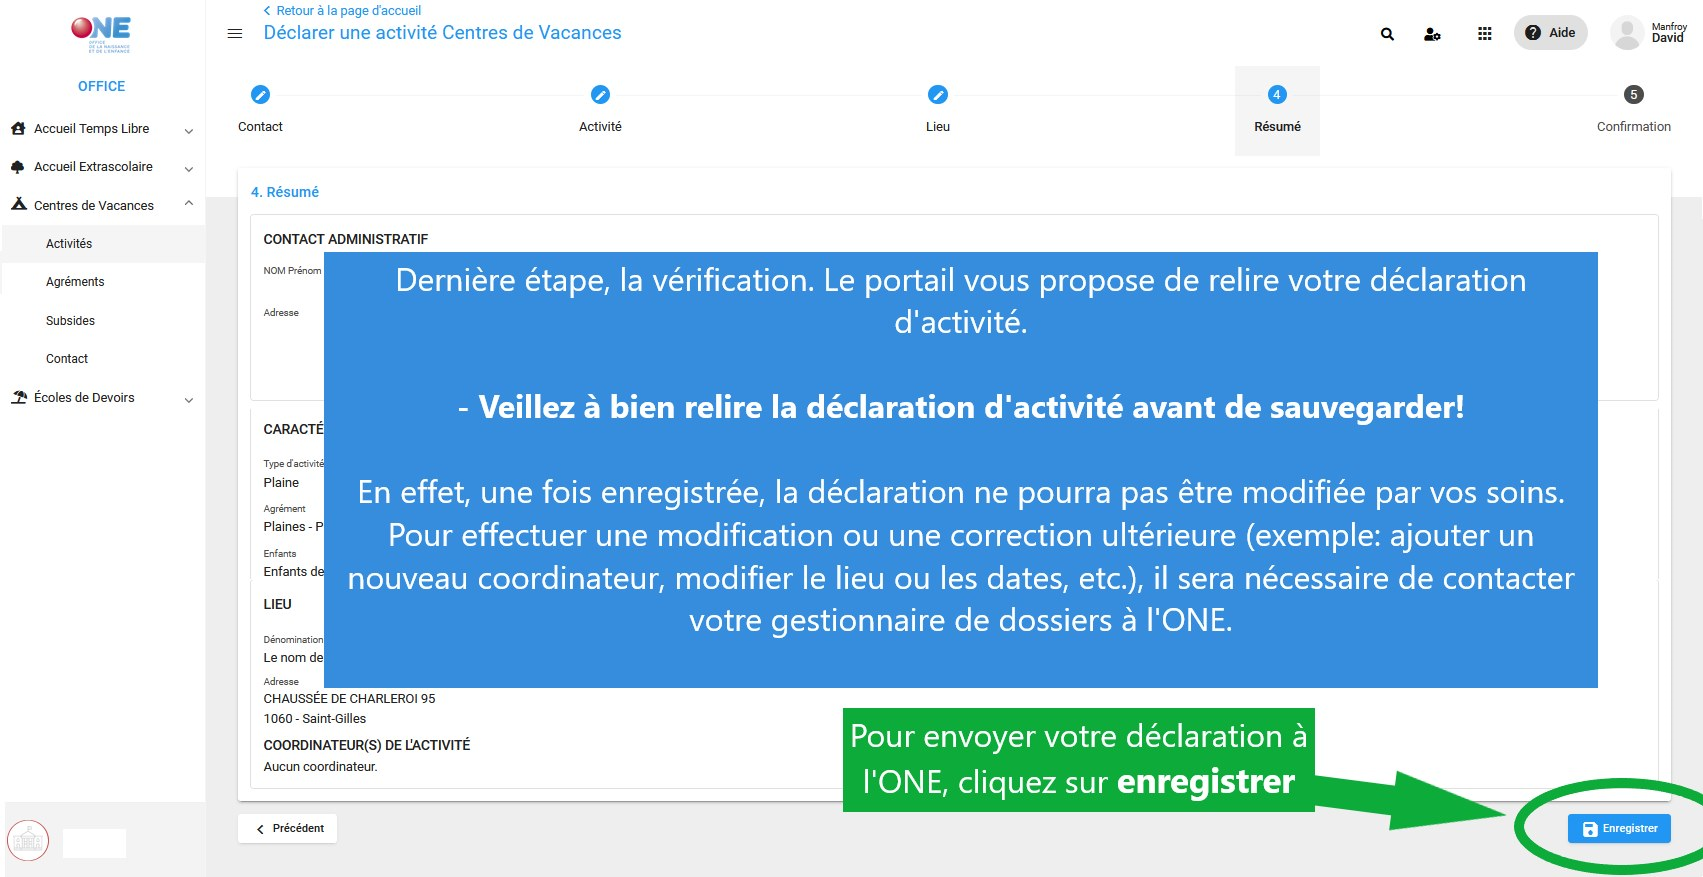 ONE
OFFICE
DE LA NAISSANCE
ET DE L'ENFANCE
OFFICE
Accueil Temps Libre
Accueil Extrascolaire
Centres de Vacances
Activités
Agréments
Subsides
Contact
Écoles de Devoirs
Retour à la page d'accueil
Déclarer une activité Centres de Vacances
Aide
Manfroy
David
Contact
Activité
Lieu
4
Résumé
5
Confirmation
4. Résumé
CONTACT ADMINISTRATIF
NOM Prénom
Adresse
Dernière étape, la vérification. Le portail vous propose de relire votre déclaration
d'activité.
- Veillez à bien relire la déclaration d'activité avant de sauvegarder!
En effet, une fois enregistrée, la déclaration ne pourra pas être modifiée par vos soins.
Pour effectuer une modification ou une correction ultérieure (exemple: ajouter un
nouveau coordinateur, modifier le lieu ou les dates, etc.), il sera nécessaire de contacter
votre gestionnaire de dossiers à l'ONE.
CARACTÉ
Type d'activité
Plaine
Agrément
Plaines - P
Enfants
Enfants de
LIEU
Dénomination
Le nom de
Adresse
CHAUSSÉE DE CHARLEROI 95
1060 - Saint-Gilles
COORDINATEUR(S) DE L'ACTIVITÉ
Aucun coordinateur.
Pour envoyer votre déclaration à
l'ONE, cliquez sur enregistrer
Précédent
Enregistrer